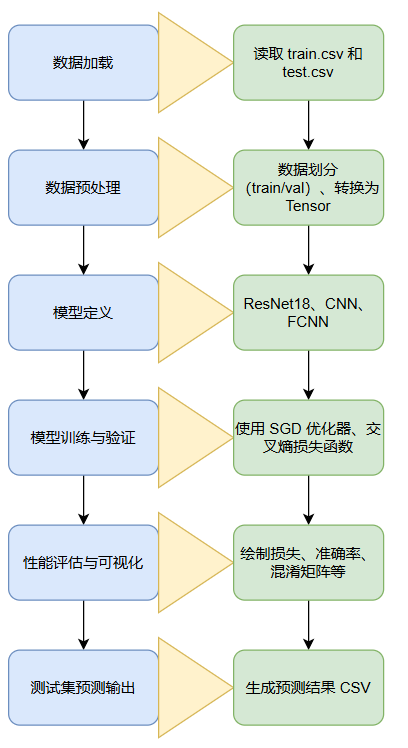 数据加载
读取 train.csv 和
test.csv
数据预处理
数据划分
（train/val）、转换为
Tensor
模型定义
ResNet18、CNN、
FCNN
模型训练与验证
使用 SGD 优化器、交
叉熵损失函数
性能评估与可视化
绘制损失、准确率、
混淆矩阵等
测试集预测输出
生成预测结果 CSV